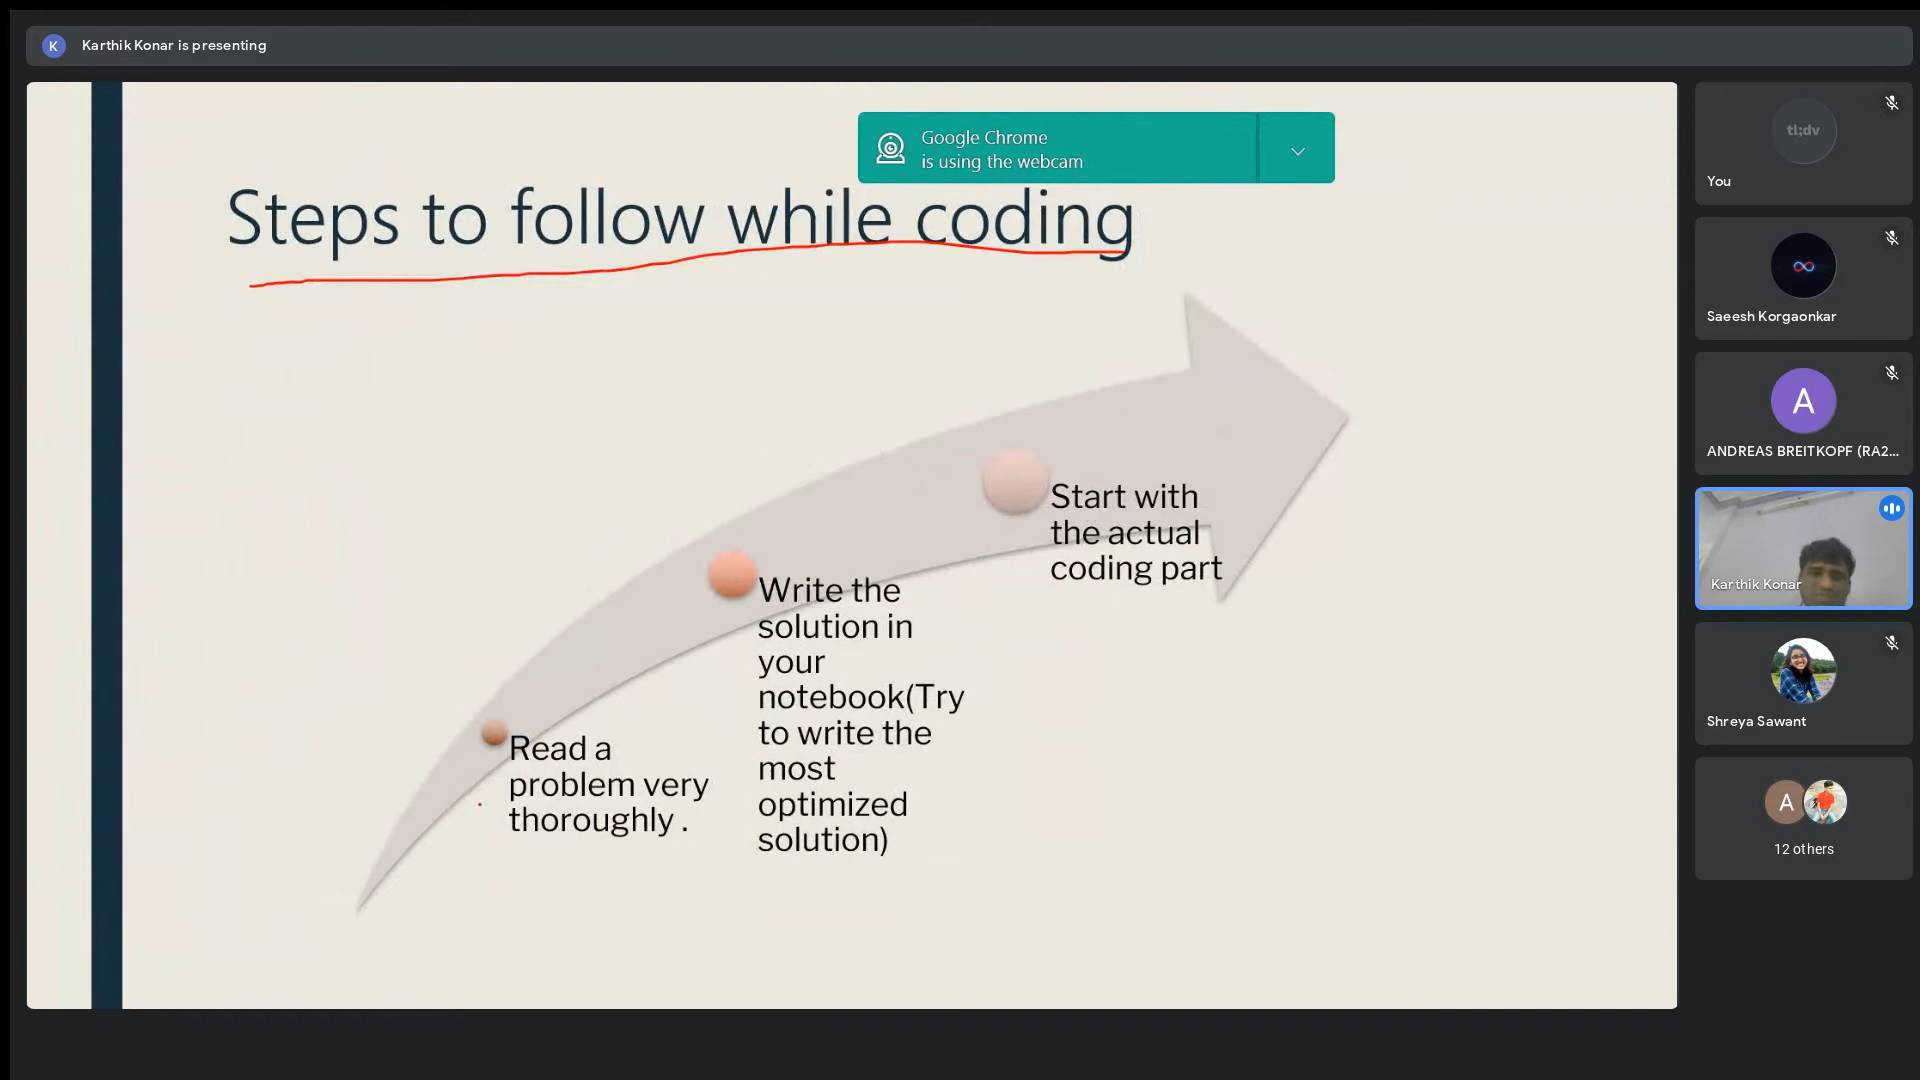 K
Karthik Konar is presenting
Google Chrome
is using the webcam
Steps to follow while coding
Start with
the actual
coding part
Write the
solution in
your
notebook(Try
to write the
most
optimized
solution)
Read a
problem very
thoroughly .
tl;dv
You
Saeesh Korgaonkar
A
ANDREAS BREITKOPF (RA2...
Karthik Konar
Shreya Sawant
A
12 others